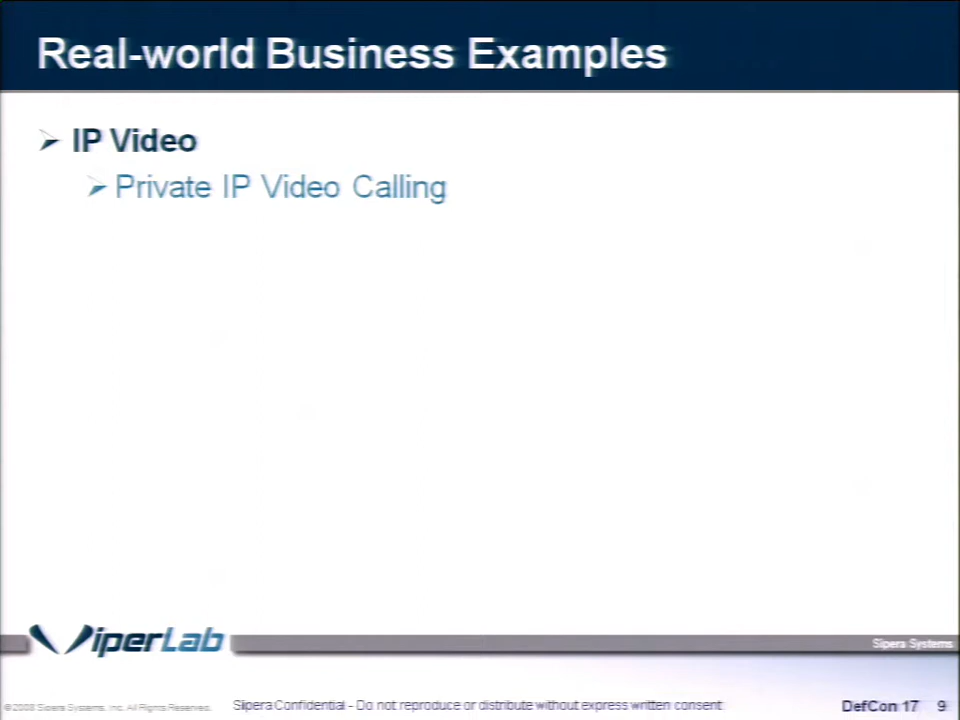 Real-world Business Examples
IP Video
Private IP Video Calling
ViperLab
Sipera Systems
©2008 Sipera Systems, Inc. All Rights Reserved.
Sipera Confidential - Do not reproduce or distribute without express written consent
DefCon 17 9